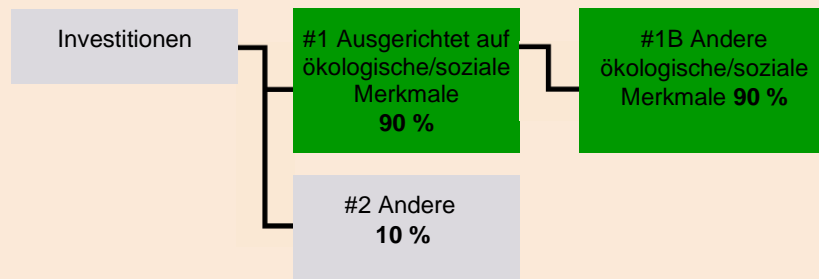 Investitionen
#1 Ausgerichtet auf
ökologische/soziale
Merkmale
90 %
#1B Andere
ökologische/soziale
Merkmale 90 %
#2 Andere
10 %